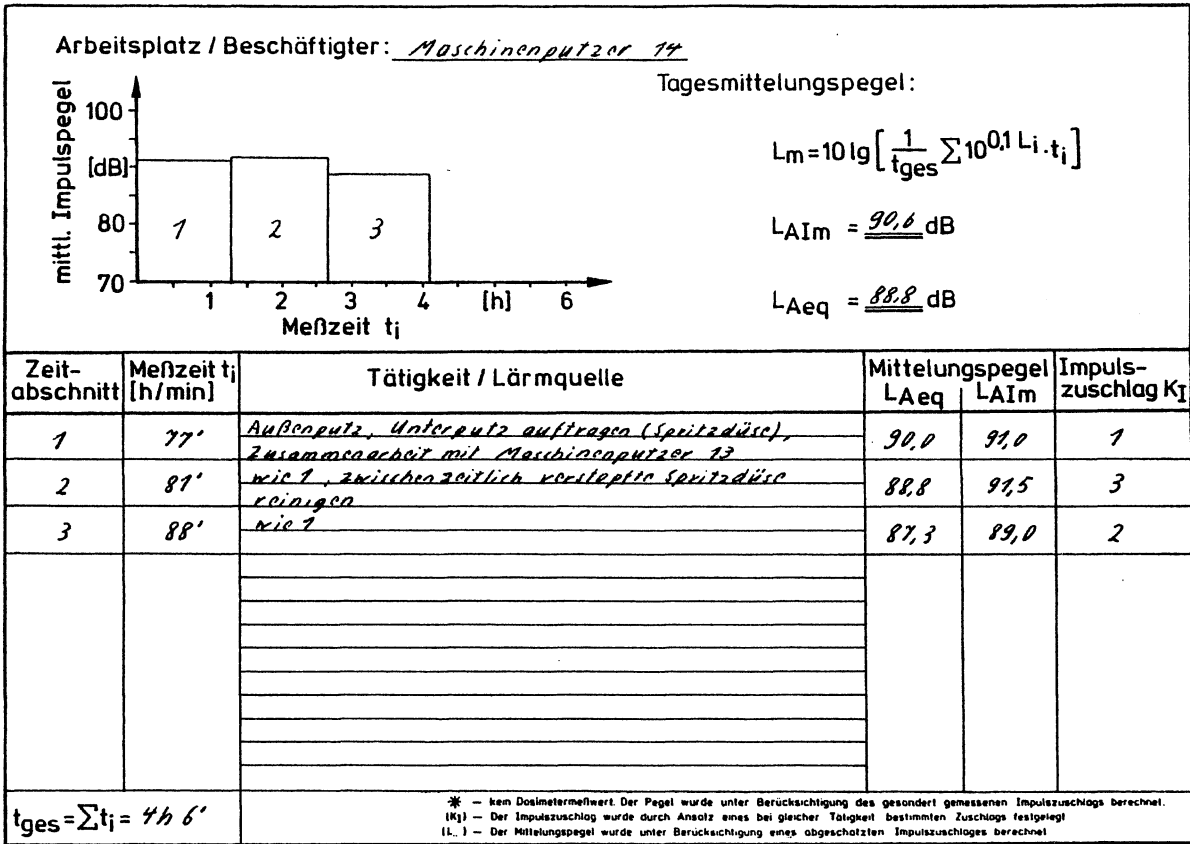 Arbeitsplatz / Beschäftigter: Maschinenputzer 14
mittl. Impulspegel
[dB]
100
80
70
1 2 3
1 2 3 4 [h] 6
Meßzeit ti
Tagesmittelungspegel:
Lm = 10 lg [ 1/tges ∑ 10^0,1 Li · ti ]
LAIm = 90,6 dB
LAeq = 88,8 dB
Zeit-abschnitt | Meßzeit ti [h/min] | Tätigkeit / Lärmquelle | Mittelungspegel LAeq | LAIm | Impuls-zuschlag KI
1 77' Außenputz, Unterputz auftragen (Spritzdüse), 90,0 91,0 1
Zusammenarbeit mit Maschinenputzer 13
2 81' wie 1, zwischenzeitlich verstopfte Spritzdüse 88,8 91,5 3
reinigen
3 88' wie 1 87,3 89,0 2
tges = ∑ti = 4h 6'
* – kein Dosimetermeßwert. Der Pegel wurde unter Berücksichtigung des gesondert gemessenen Impulszuschlags berechnet.
(KI) – Der Impulszuschlag wurde durch Ansatz eines bei gleicher Tätigkeit bestimmten Zuschlags festgelegt
(L..) – Der Mittelungspegel wurde unter Berücksichtigung eines abgeschätzten Impulszuschlages berechnet